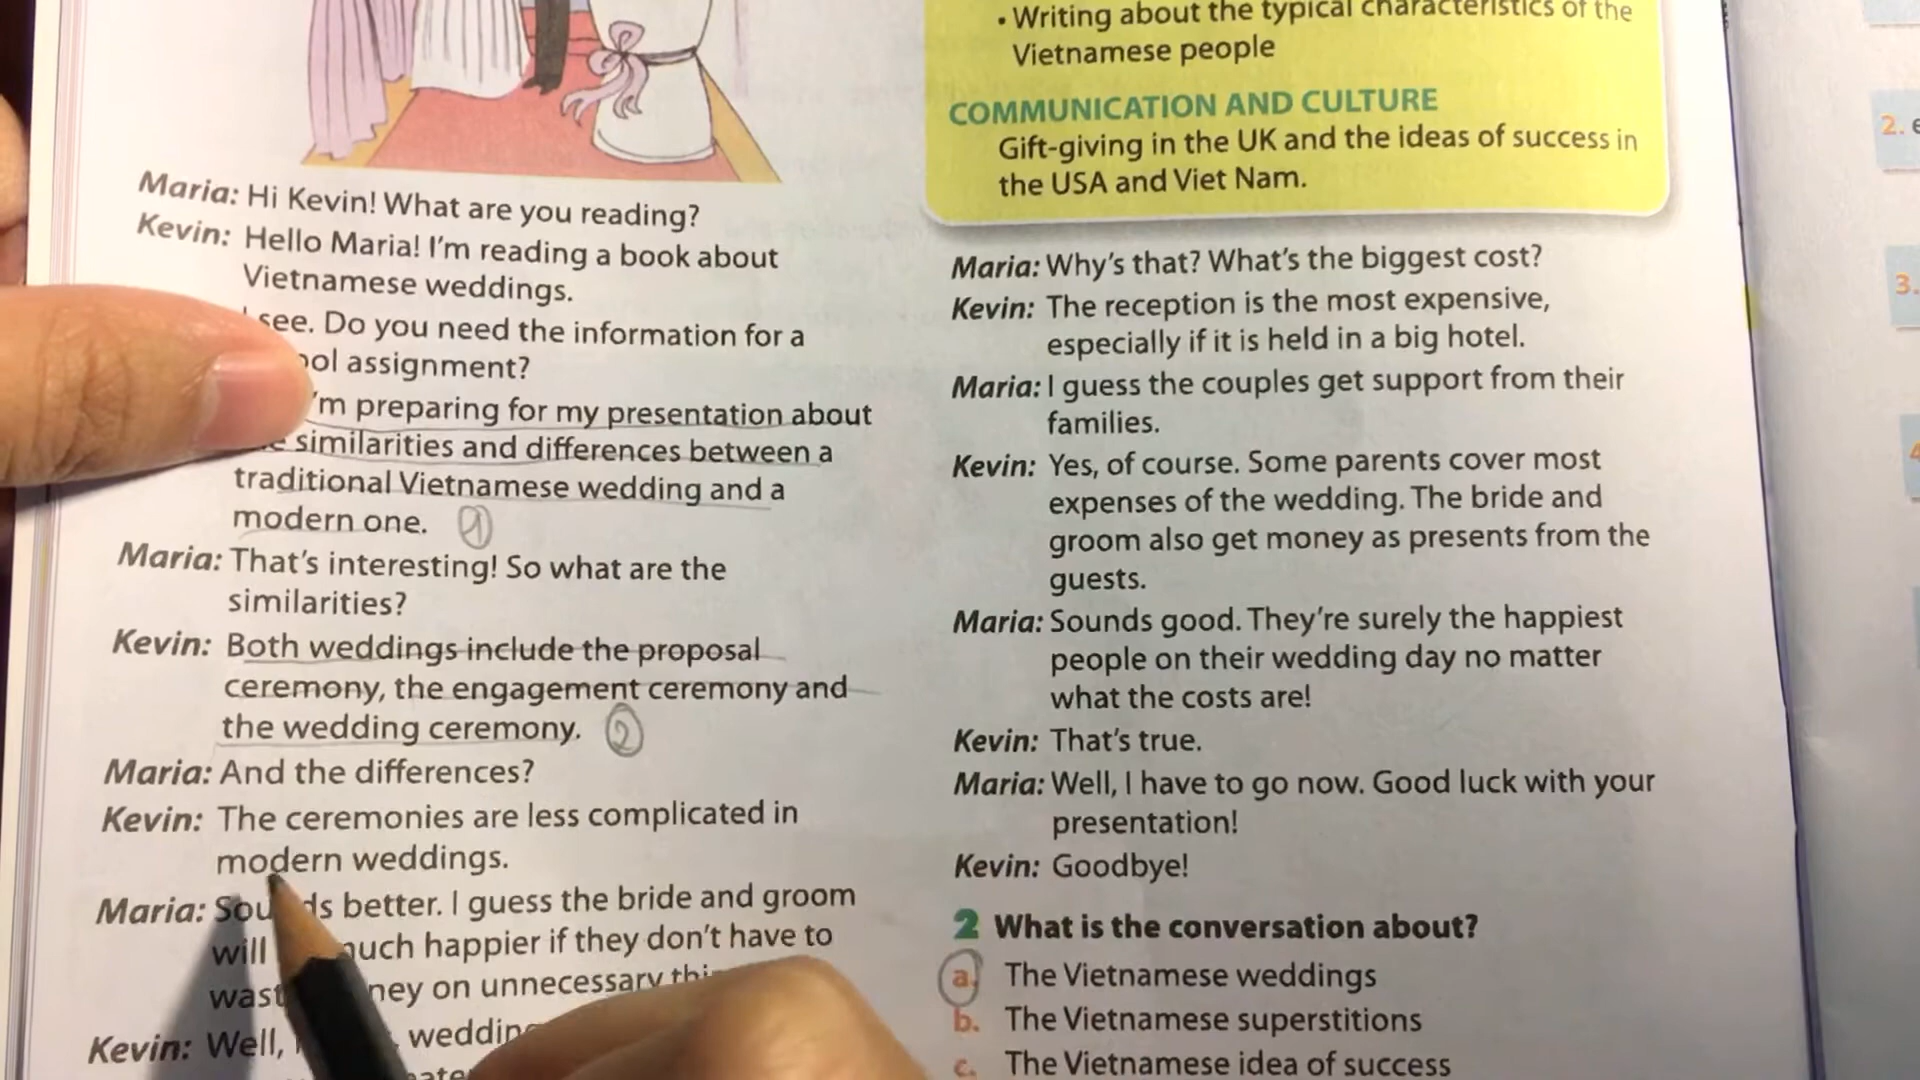 • Writing about the typical characteristics of the
Vietnamese people
COMMUNICATION AND CULTURE
Gift-giving in the UK and the ideas of success in
the USA and Viet Nam.
Maria: Hi Kevin! What are you reading?
Kevin: Hello Maria! I'm reading a book about
Vietnamese weddings.
see. Do you need the information for a
assignment?
'm preparing for my presentation about
similarities and differences between a
traditional Vietnamese wedding and a
modern one. 1
Maria: That's interesting! So what are the
similarities?
Kevin: Both weddings include the proposal
ceremony, the engagement ceremony and
the wedding ceremony. 2
Maria: And the differences?
Kevin: The ceremonies are less complicated in
modern weddings.
Maria: better. I guess the bride and groom
will happier if they don't have to
on unnecessary
Kevin: Well,
Maria: Why's that? What's the biggest cost?
Kevin: The reception is the most expensive,
especially if it is held in a big hotel.
Maria: I guess the couples get support from their
families.
Kevin: Yes, of course. Some parents cover most
expenses of the wedding. The bride and
groom also get money as presents from the
guests.
Maria: Sounds good. They're surely the happiest
people on their wedding day no matter
what the costs are!
Kevin: That's true.
Maria: Well, I have to go now. Good luck with your
presentation!
Kevin: Goodbye!
2 What is the conversation about?
a. The Vietnamese weddings
b. The Vietnamese superstitions
c. The Vietnamese idea of success
2.
3.